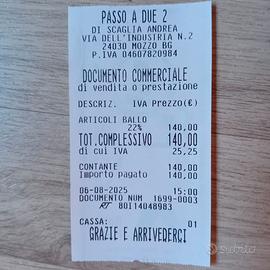 PASSO A DUE 2
DI SCAGLIA ANDREA
VIA DELL'INDUSTRIA N.2
24030 MOZZO BG
P.IVA 04607820984
DOCUMENTO COMMERCIALE
di vendita o prestazione
DESCRIZ. IVA Prezzo(€)
ARTICOLI BALLO
22% 140,00
TOT.COMPLESSIVO 140,00
di cui IVA 25,25
CONTANTE 140,00
Importo pagato 140,00
06-08-2025 15:00
DOCUMENTO NUM 1699-0003
RT 80I14048983
CASSA: 01
GRAZIE E ARRIVEDERCI
subito